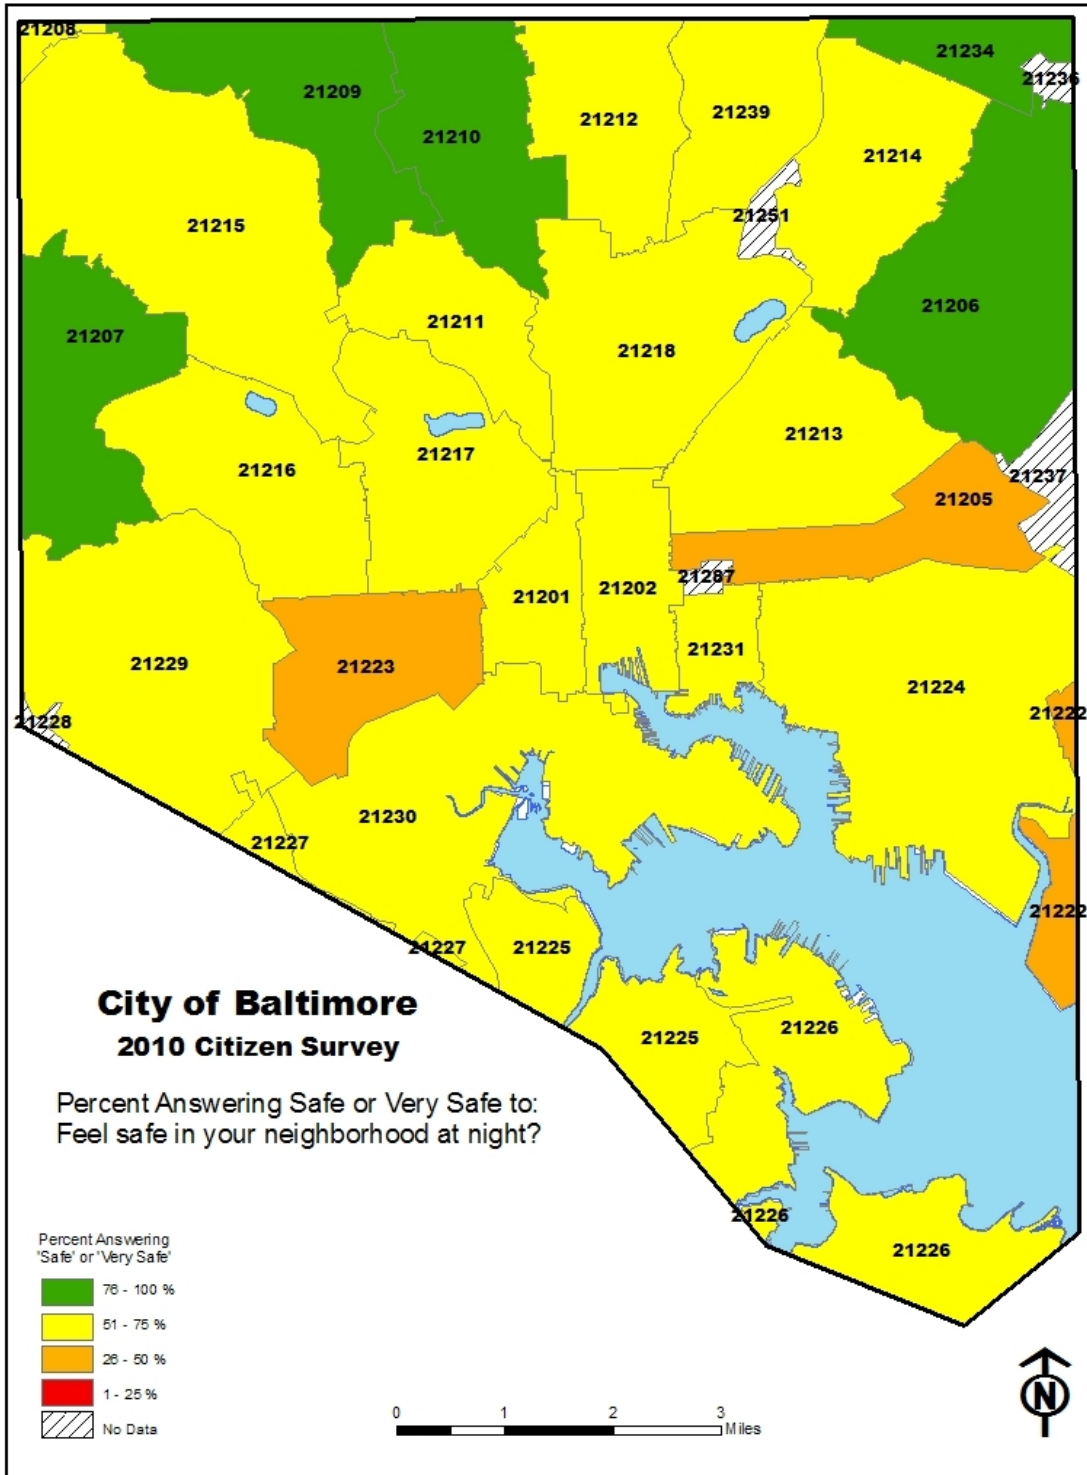 21208
21234
21236
21209
21210
21212
21239
21214
21251
21215
21206
21207
21211
21218
21213
21216
21217
21237
21205
21287
21201
21202
21231
21229
21223
21224
21222
21228
21230
21227
21222
21227
21225
City of Baltimore
2010 Citizen Survey
21225
21226
Percent Answering Safe or Very Safe to:
Feel safe in your neighborhood at night?
21226
21226
Percent Answering
'Safe' or 'Very Safe'
76 - 100 %
51 - 75 %
26 - 50 %
1 - 25 %
No Data
0 1 2 3
Miles
N